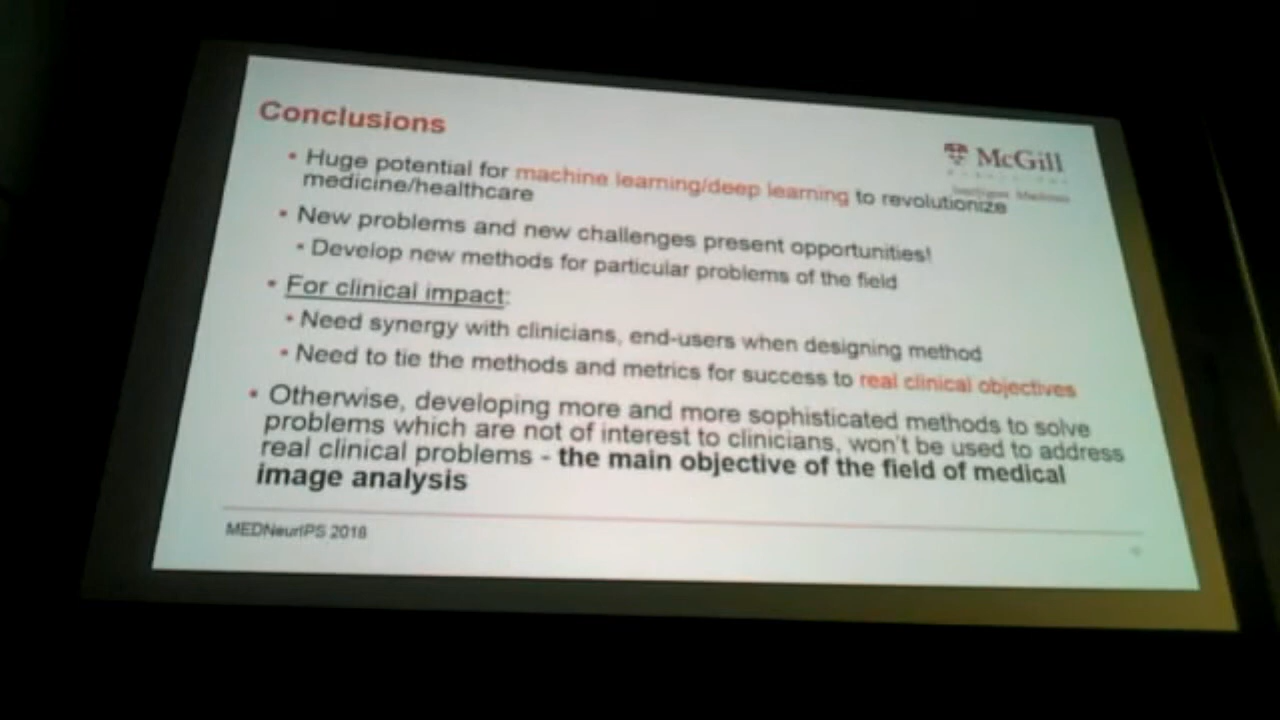 Conclusions
McGill
• Huge potential for machine learning/deep learning to revolutionize
medicine/healthcare
• New problems and new challenges present opportunities!
• Develop new methods for particular problems of the field
• For clinical impact:
• Need synergy with clinicians, end-users when designing method
• Need to tie the methods and metrics for success to real clinical objectives
• Otherwise, developing more and more sophisticated methods to solve
problems which are not of interest to clinicians, won't be used to address
real clinical problems - the main objective of the field of medical
image analysis
MEDNeurIPS 2018